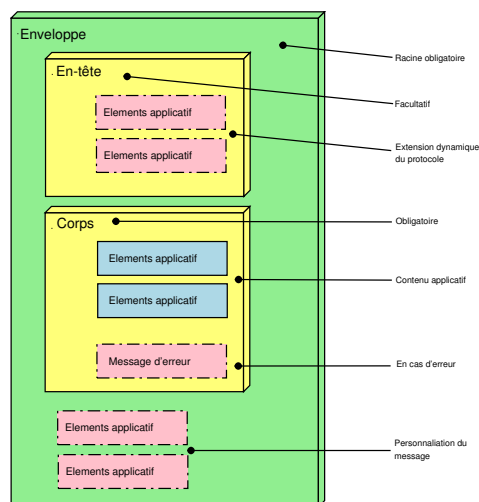 Enveloppe
Racine obligatoire
En-tête
Facultatif
Elements applicatif
Elements applicatif
Extension dynamique
du protocole
Corps
Obligatoire
Elements applicatif
Contenu applicatif
Elements applicatif
Message d'erreur
En cas d'erreur
Elements applicatif
Elements applicatif
Personnaliation du
message